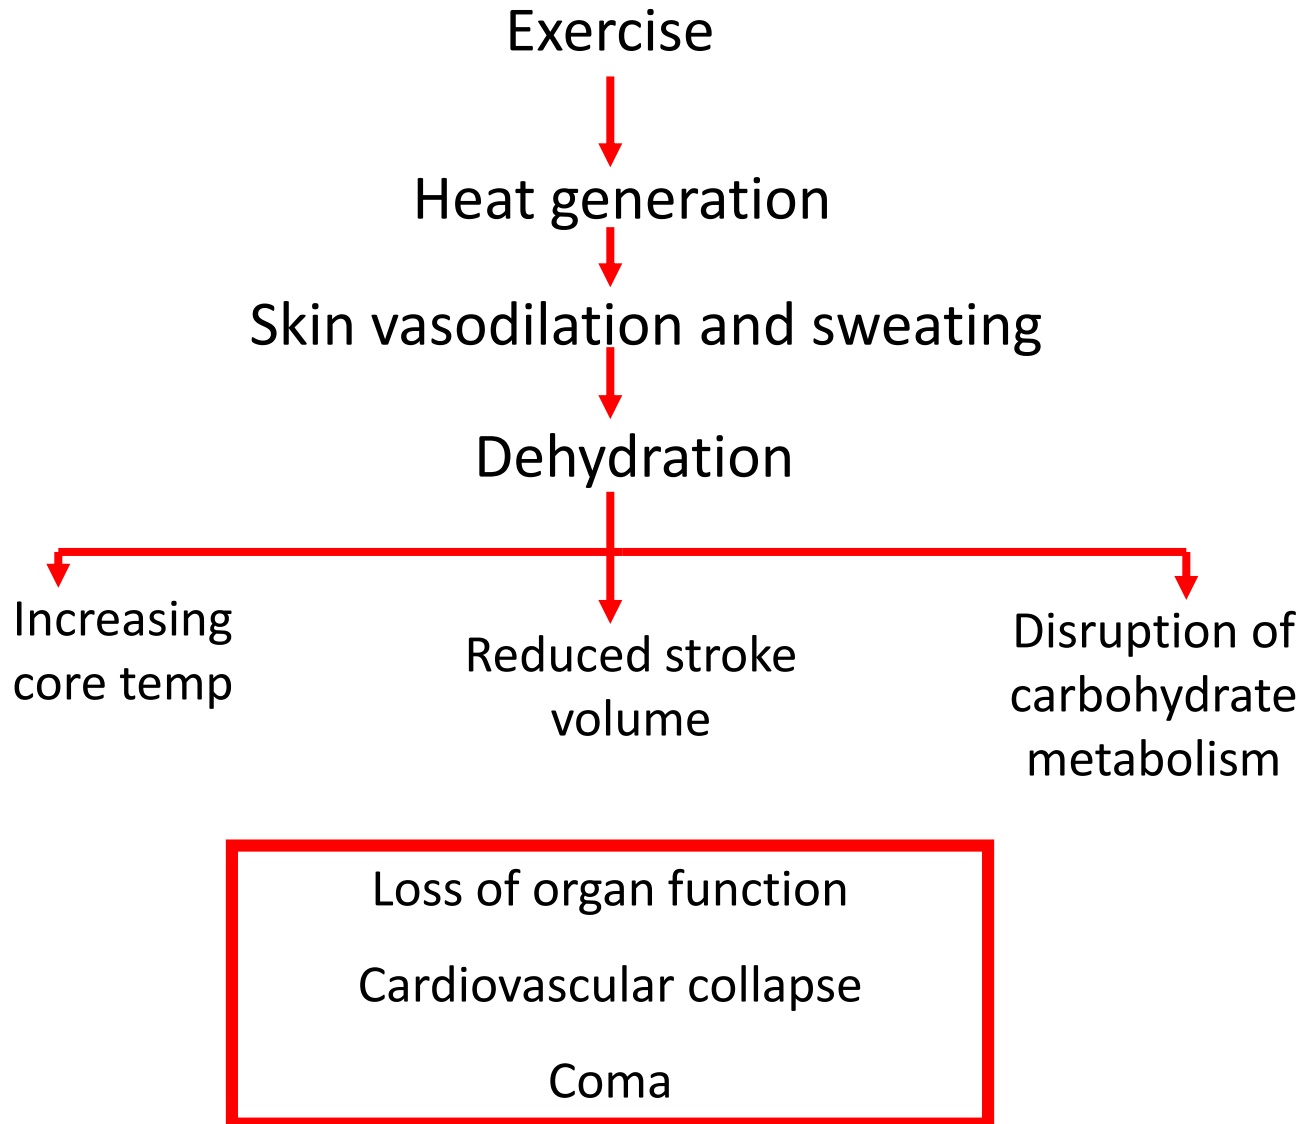 Exercise
Heat generation
Skin vasodilation and sweating
Dehydration
Increasing
core temp
Reduced stroke
volume
Disruption of
carbohydrate
metabolism
Loss of organ function
Cardiovascular collapse
Coma